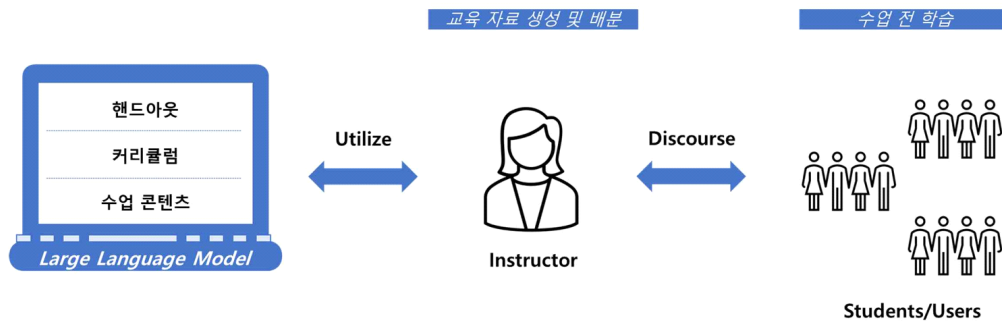 교육 자료 생성 및 배분
수업 전 학습
핸드아웃
커리큘럼
수업 콘텐츠
Large Language Model
Utilize
Instructor
Discourse
Students/Users